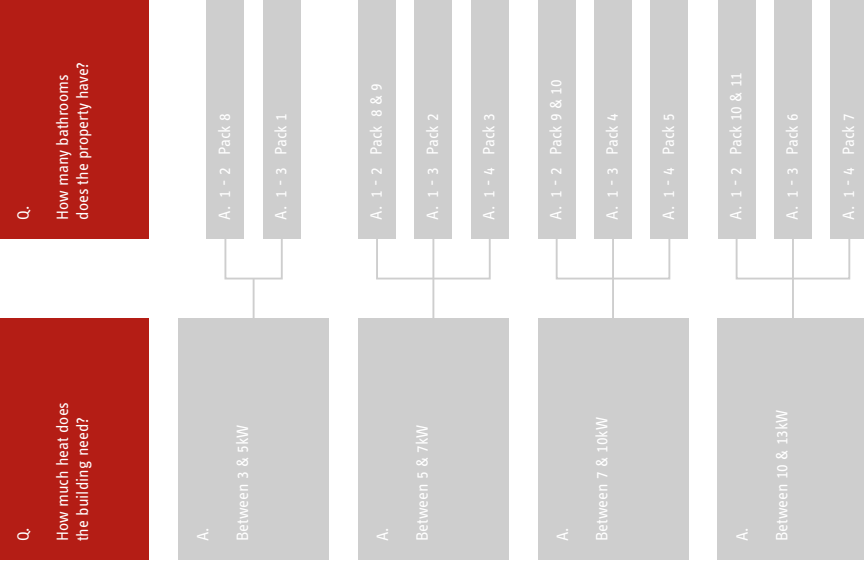 Q.
How much heat does
the building need?
Q.
How many bathrooms
does the property have?
A.
Between 3 & 5kW
A. 1 - 2 Pack 8
A. 1 - 3 Pack 1
A.
Between 5 & 7kW
A. 1 - 2 Pack 8 & 9
A. 1 - 3 Pack 2
A. 1 - 4 Pack 3
A.
Between 7 & 10kW
A. 1 - 2 Pack 9 & 10
A. 1 - 3 Pack 4
A. 1 - 4 Pack 5
A.
Between 10 & 13kW
A. 1 - 2 Pack 10 & 11
A. 1 - 3 Pack 6
A. 1 - 4 Pack 7